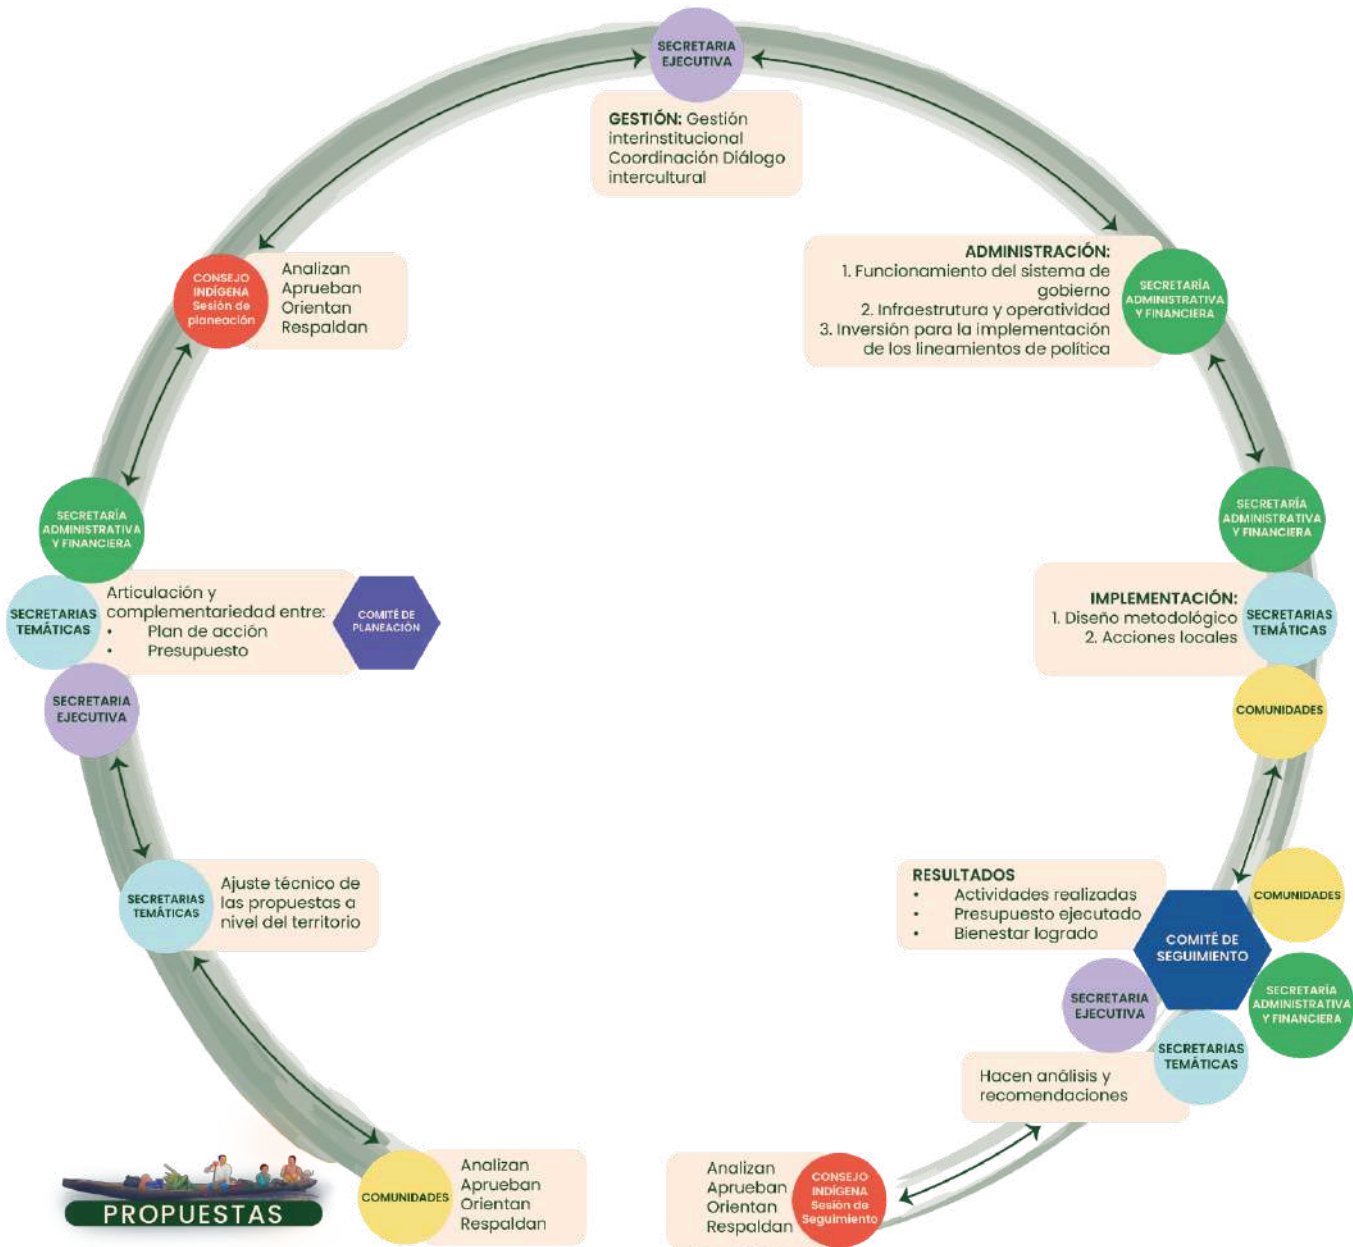 SECRETARIA
EJECUTIVA
GESTIÓN: Gestión
interinstitucional
Coordinación Diálogo
intercultural
CONSEJO
INDÍGENA
Sesión de
planeación
Analizan
Aprueban
Orientan
Respaldan
ADMINISTRACIÓN:
1. Funcionamiento del sistema de
gobierno
2. Infraestrutura y operatividad
3. Inversión para la implementación
de los lineamientos de política
SECRETARÍA
ADMINISTRATIVA
Y FINANCIERA
SECRETARÍA
ADMINISTRATIVA
Y FINANCIERA
SECRETARIAS
TEMÁTICAS
Articulación y
complementariedad entre:
• Plan de acción
• Presupuesto
COMITÉ DE
PLANEACIÓN
SECRETARIA
EJECUTIVA
SECRETARÍA
ADMINISTRATIVA
Y FINANCIERA
IMPLEMENTACIÓN:
1. Diseño metodológico
2. Acciones locales
SECRETARIAS
TEMÁTICAS
COMUNIDADES
SECRETARIAS
TEMÁTICAS
Ajuste técnico de
las propuestas a
nivel del territorio
RESULTADOS
• Actividades realizadas
• Presupuesto ejecutado
• Bienestar logrado
COMITÉ DE
SEGUIMIENTO
COMUNIDADES
SECRETARIA
EJECUTIVA
SECRETARÍA
ADMINISTRATIVA
Y FINANCIERA
SECRETARIAS
TEMÁTICAS
Hacen análisis y
recomendaciones
PROPUESTAS
COMUNIDADES
Analizan
Aprueban
Orientan
Respaldan
Analizan
Aprueban
Orientan
Respaldan
CONSEJO
INDÍGENA
Sesión de
Seguimiento